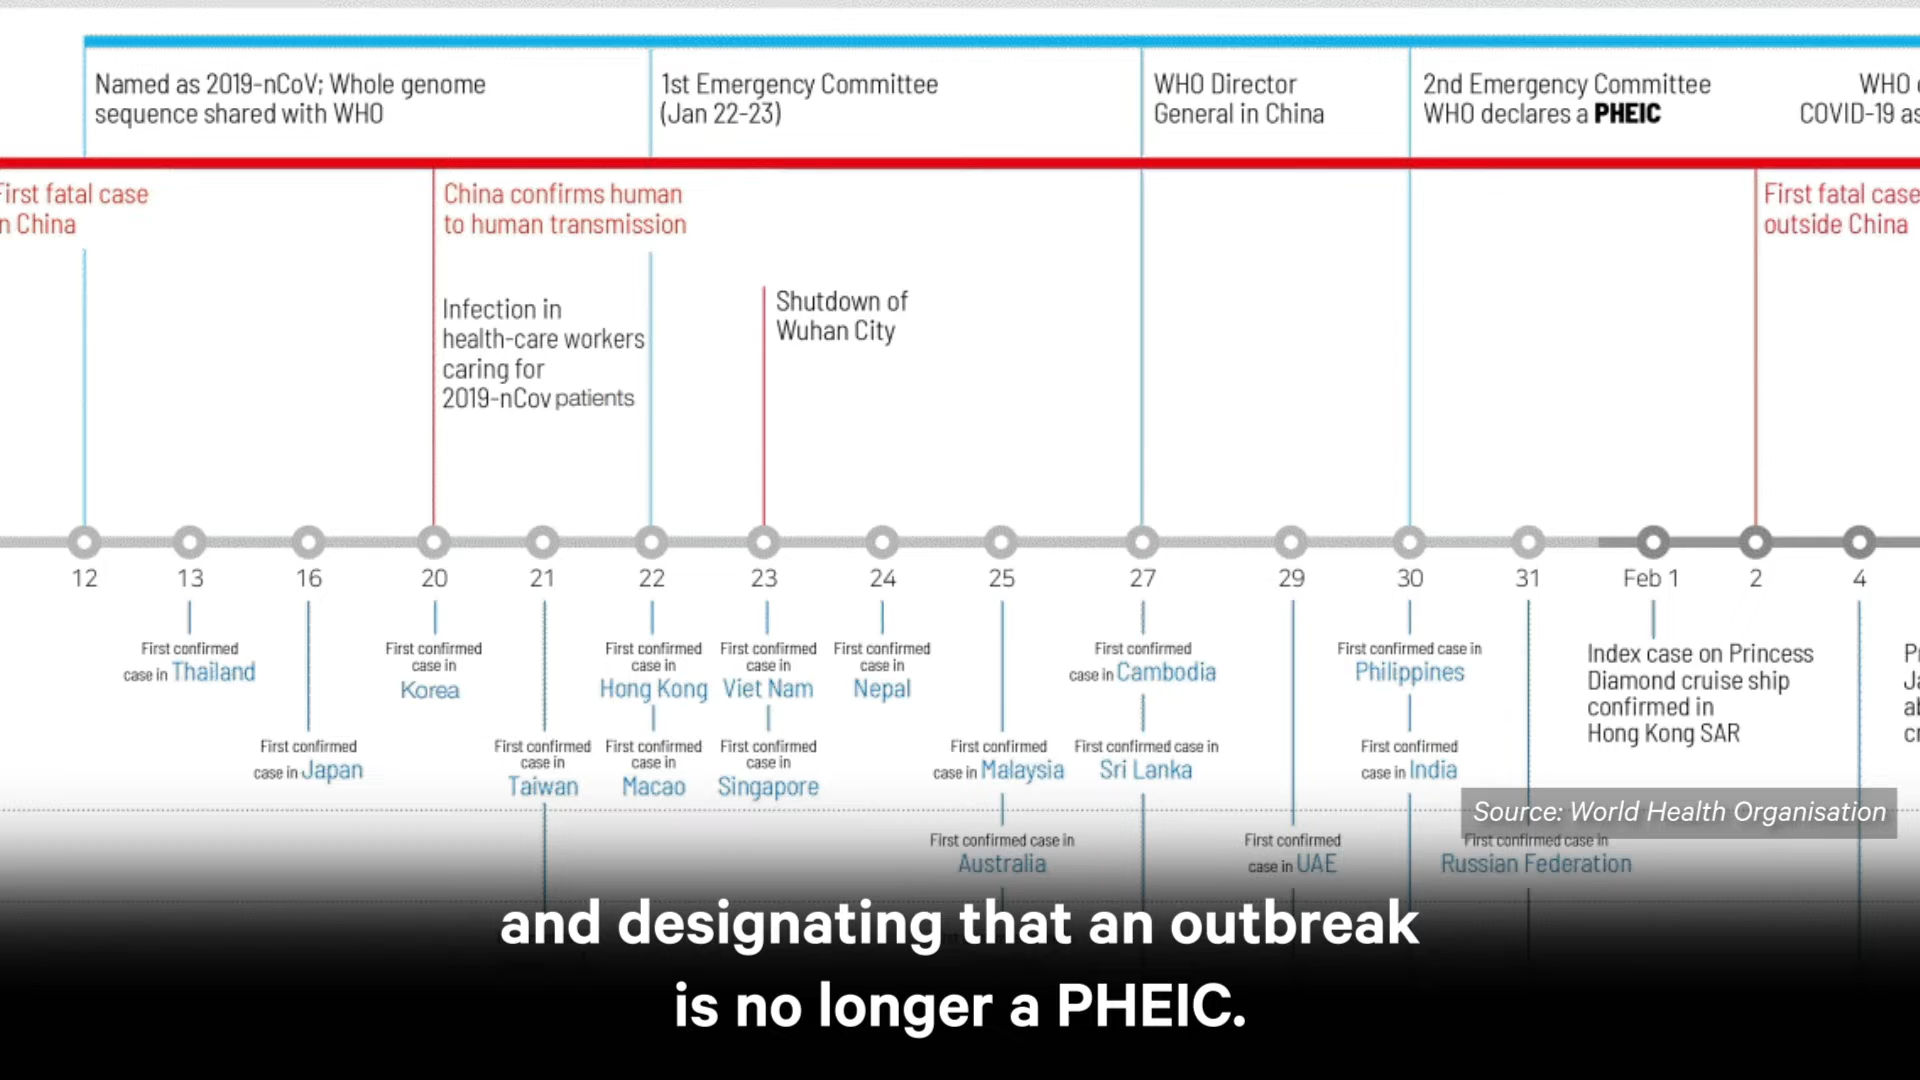 Named as 2019-nCoV; Whole genome
sequence shared with WHO
1st Emergency Committee
(Jan 22-23)
WHO Director
General in China
2nd Emergency Committee
WHO declares a PHEIC
WHO
COVID-19 as
First fatal case
n China
China confirms human
to human transmission
First fatal case
outside China
Infection in
health-care workers
caring for
2019-nCov patients
Shutdown of
Wuhan City
12
13
16
20
21
22
23
24
25
27
29
30
31
Feb 1
2
4
First confirmed
case in Thailand
First confirmed
case in Japan
First confirmed
case in
Korea
First confirmed
case in
Taiwan
First confirmed
case in
Hong Kong
First confirmed
case in
Macao
First confirmed
case in
Viet Nam
First confirmed
case in
Singapore
First confirmed
case in
Nepal
First confirmed
case in Malaysia
First confirmed case in
Australia
First confirmed
case in Cambodia
First confirmed case in
Sri Lanka
First confirmed
case in UAE
First confirmed case in
Philippines
First confirmed
case in India
First confirmed case in
Russian Federation
Index case on Princess
Diamond cruise ship
confirmed in
Hong Kong SAR
Source: World Health Organisation
and designating that an outbreak
is no longer a PHEIC.